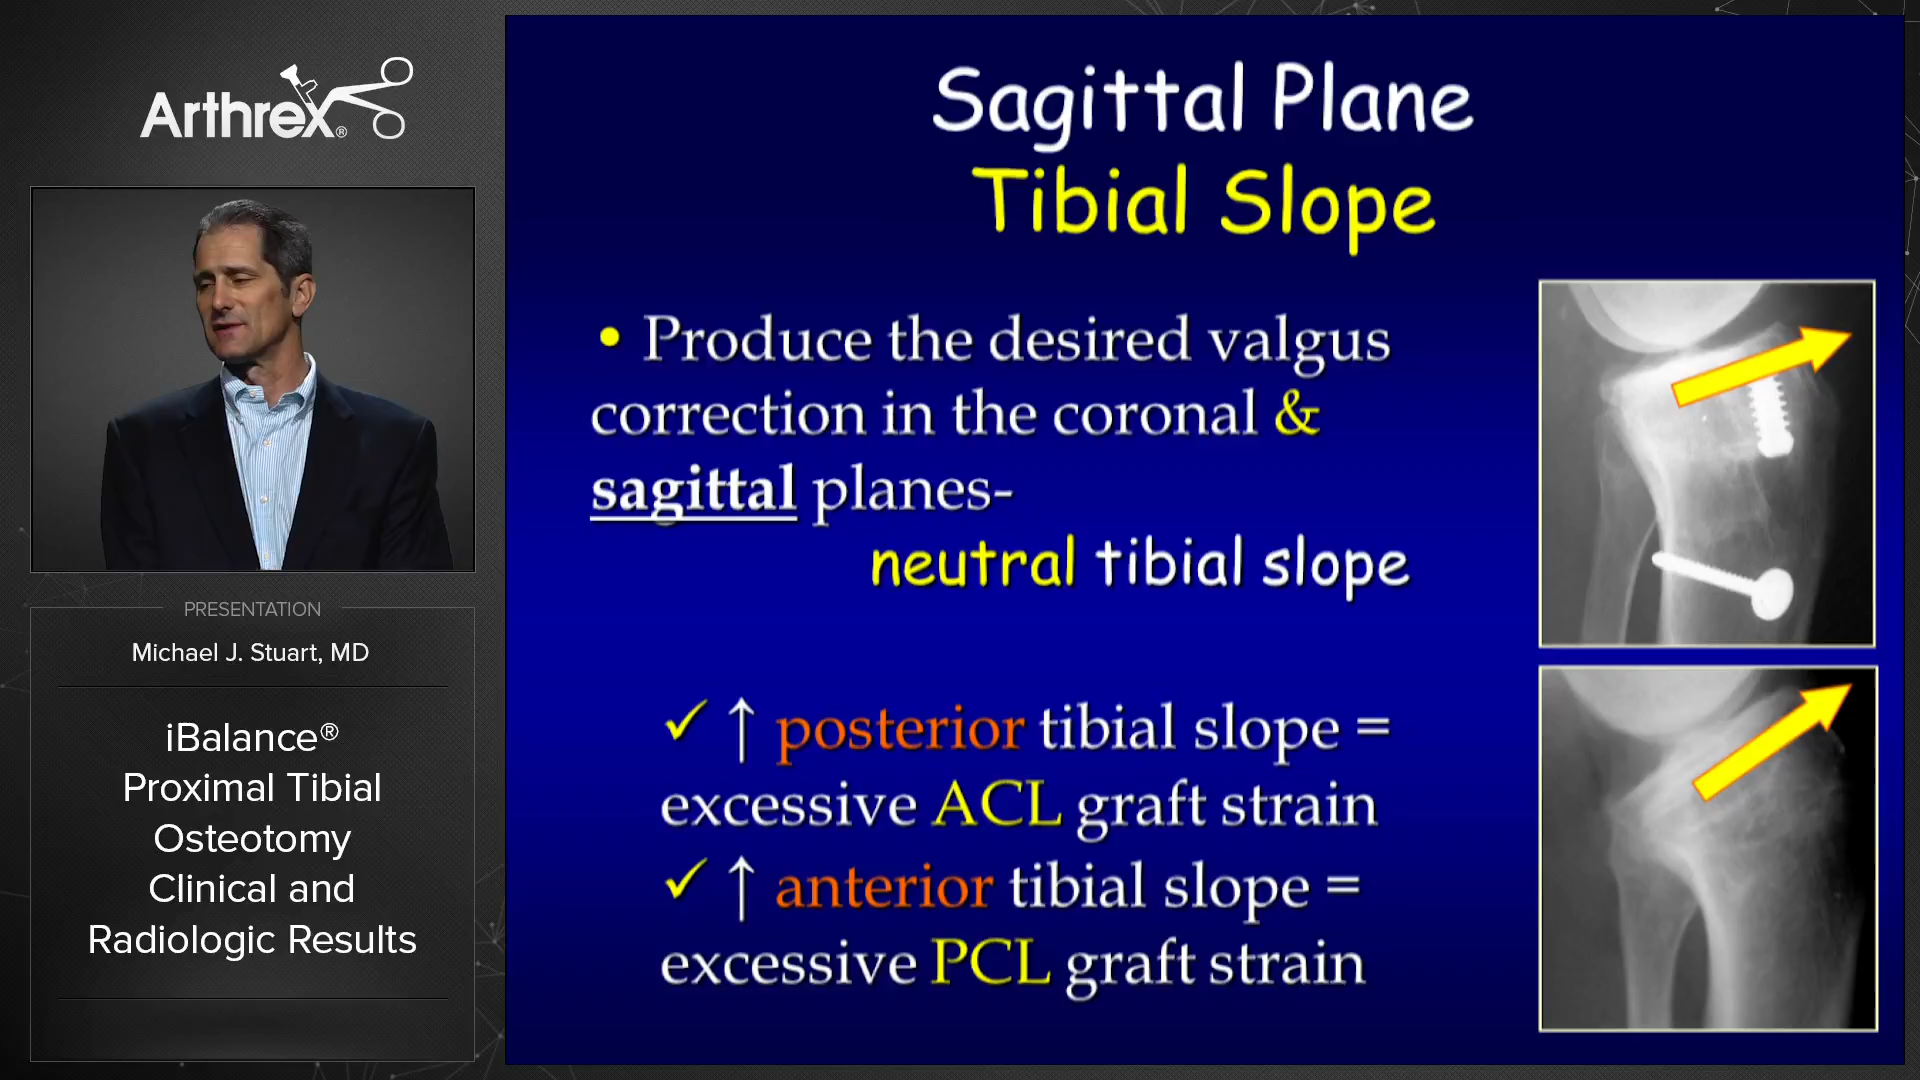 Arthrex®
PRESENTATION
Michael J. Stuart, MD
iBalance®
Proximal Tibial
Osteotomy
Clinical and
Radiologic Results
Sagittal Plane
Tibial Slope
• Produce the desired valgus
correction in the coronal &
sagittal planes-
neutral tibial slope
✓ ↑ posterior tibial slope =
excessive ACL graft strain
✓ ↑ anterior tibial slope =
excessive PCL graft strain